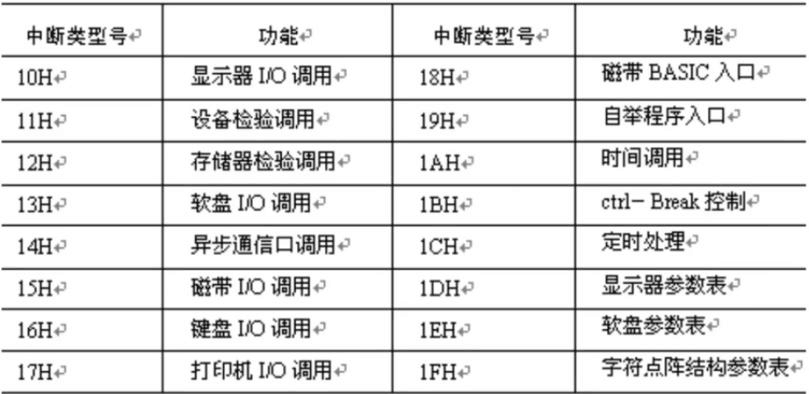 中断类型号 功能 中断类型号 功能
10H 显示器 I/O 调用 18H 磁带 BASIC 入口
11H 设备检验调用 19H 自举程序入口
12H 存储器检验调用 1AH 时间调用
13H 软盘 I/O 调用 1BH ctrl- Break 控制
14H 异步通信口调用 1CH 定时处理
15H 磁带 I/O 调用 1DH 显示器参数表
16H 键盘 I/O 调用 1EH 软盘参数表
17H 打印机 I/O 调用 1FH 字符点阵结构参数表